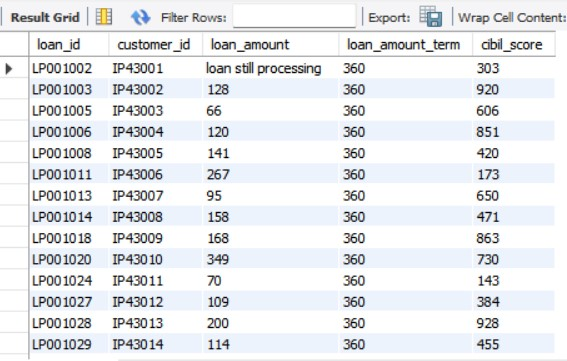 Result Grid Filter Rows: Export: Wrap Cell Content:
loan_id customer_id loan_amount loan_amount_term cibil_score
LP001002 IP43001 loan still processing 360 303
LP001003 IP43002 128 360 920
LP001005 IP43003 66 360 606
LP001006 IP43004 120 360 851
LP001008 IP43005 141 360 420
LP001011 IP43006 267 360 173
LP001013 IP43007 95 360 650
LP001014 IP43008 158 360 471
LP001018 IP43009 168 360 863
LP001020 IP43010 349 360 730
LP001024 IP43011 70 360 143
LP001027 IP43012 109 360 384
LP001028 IP43013 200 360 928
LP001029 IP43014 114 360 455